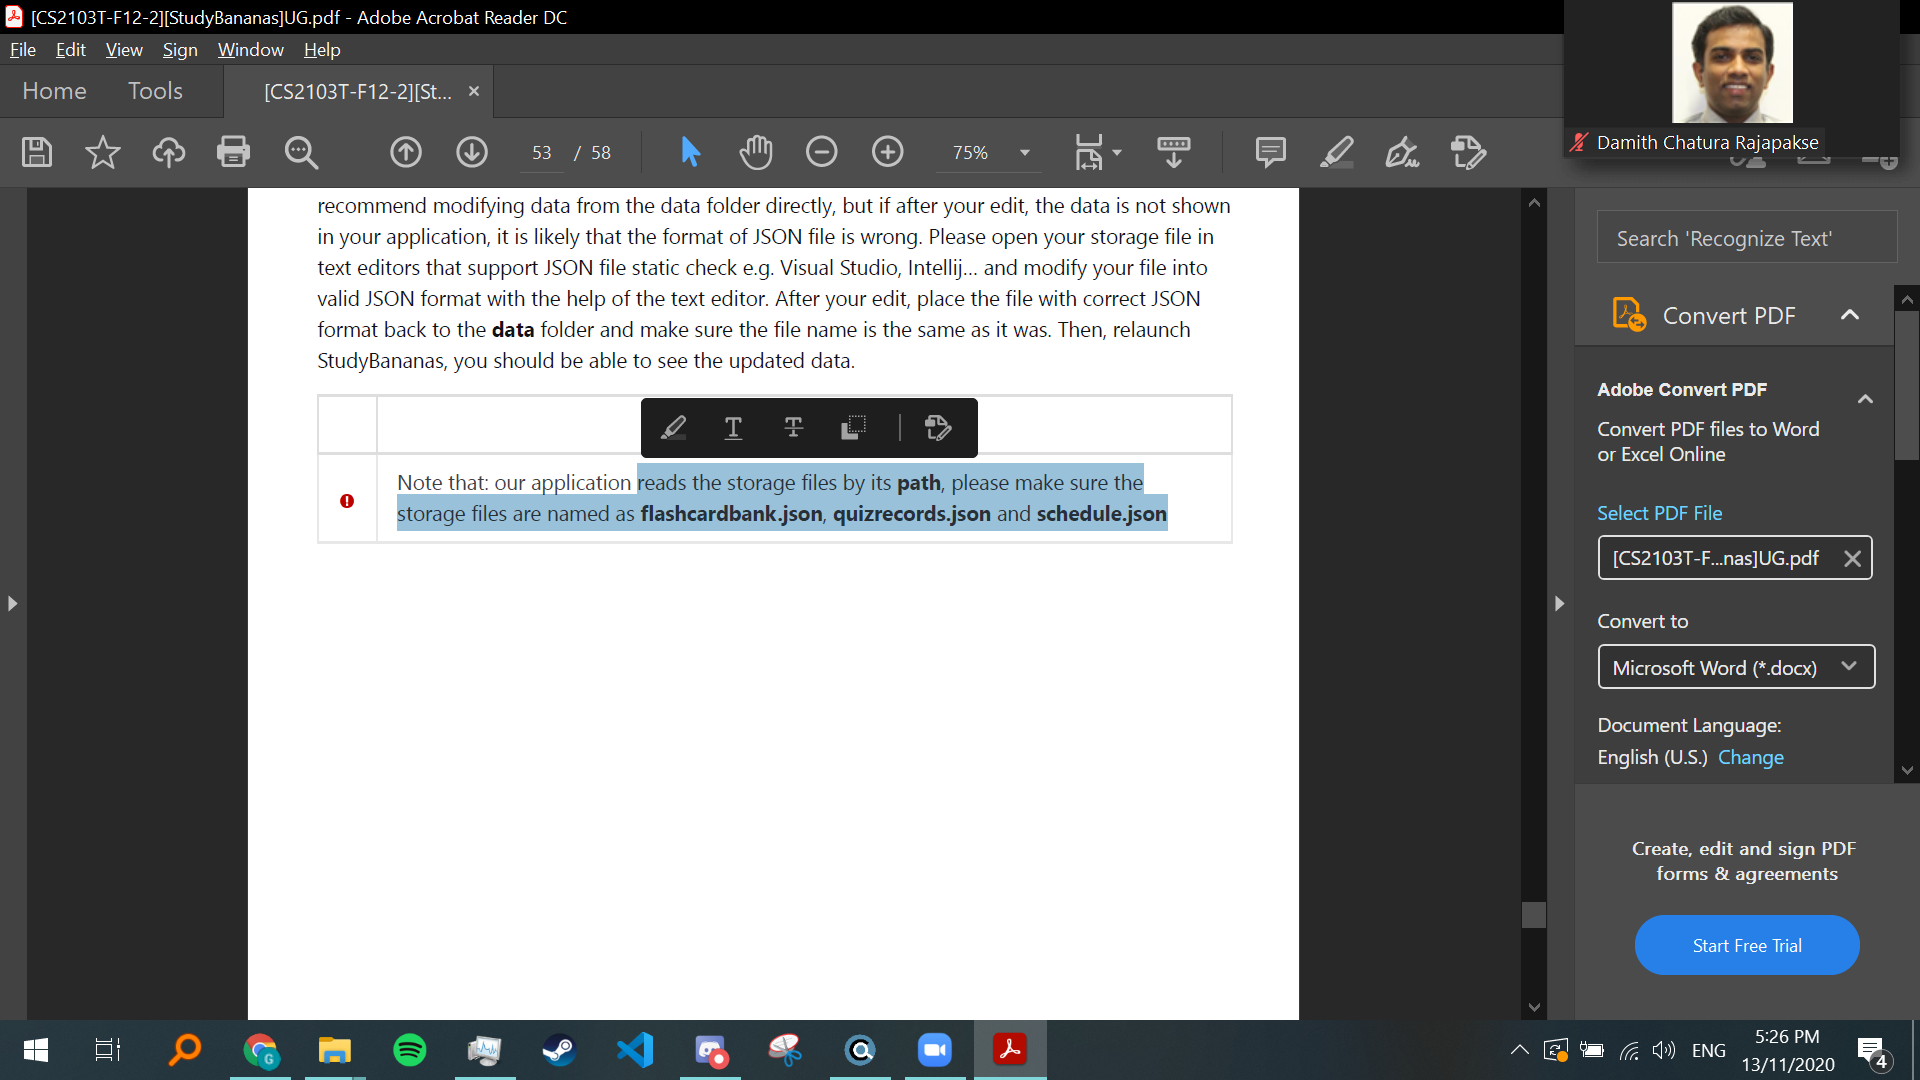 [CS2103T-F12-2][StudyBananas]UG.pdf - Adobe Acrobat Reader DC
File Edit View Sign Window Help
Home Tools [CS2103T-F12-2][St... ×
53 / 58 75%
Damith Chatura Rajapakse
recommend modifying data from the data folder directly, but if after your edit, the data is not shown
in your application, it is likely that the format of JSON file is wrong. Please open your storage file in
text editors that support JSON file static check e.g. Visual Studio, Intellij... and modify your file into
valid JSON format with the help of the text editor. After your edit, place the file with correct JSON
format back to the data folder and make sure the file name is the same as it was. Then, relaunch
StudyBananas, you should be able to see the updated data.
Note that: our application reads the storage files by its path, please make sure the
storage files are named as flashcardbank.json, quizrecords.json and schedule.json
Search 'Recognize Text'
Convert PDF
Adobe Convert PDF
Convert PDF files to Word
or Excel Online
Select PDF File
[CS2103T-F...nas]UG.pdf
Convert to
Microsoft Word (*.docx)
Document Language:
English (U.S.) Change
Create, edit and sign PDF
forms & agreements
Start Free Trial
ENG
5:26 PM
13/11/2020
4